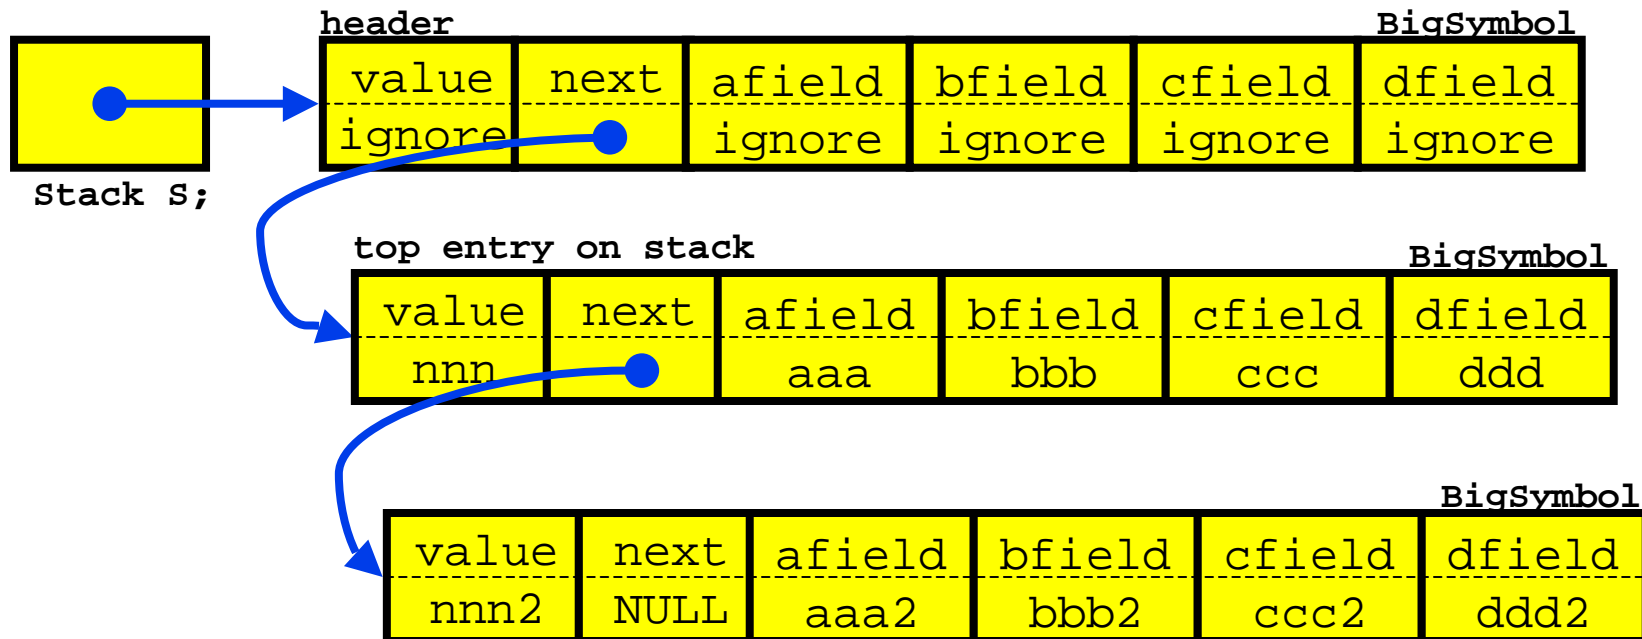 header BigSymbol
value next afield bfield cfield dfield
ignore ignore ignore ignore ignore
Stack S;
top entry on stack BigSymbol
value next afield bfield cfield dfield
nnn aaa bbb ccc ddd
BigSymbol
value next afield bfield cfield dfield
nnn2 NULL aaa2 bbb2 ccc2 ddd2